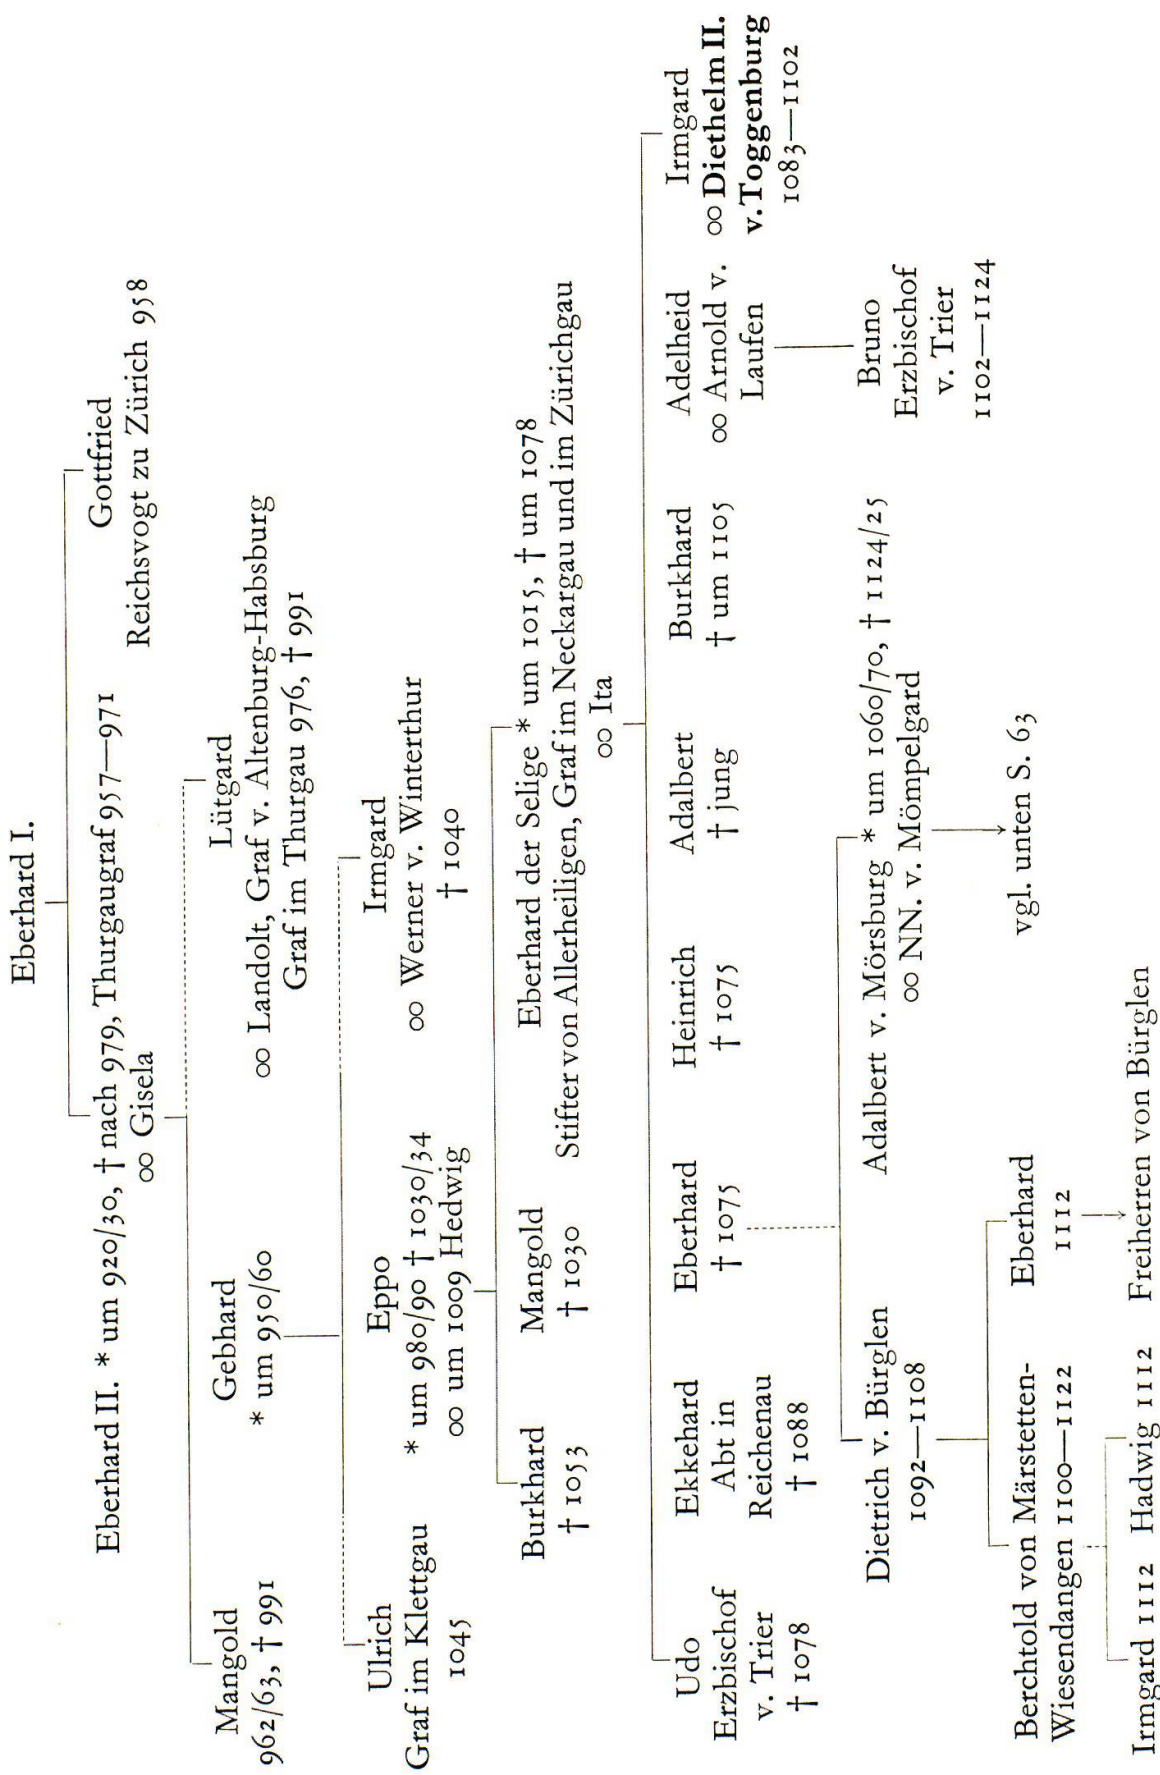 Eberhard I.
Eberhard II. * um 920/30, † nach 979, Thurgaugraf 957—971
∞ Gisela
Gottfried
Reichsvogt zu Zürich 958
Mangold
962/63, † 991
Gebhard
* um 950/60
Lütgard
∞ Landolt, Graf v. Altenburg-Habsburg
Graf im Thurgau 976, † 991
Ulrich
Graf im Klettgau
1045
Eppo
* um 980/90 † 1030/34
∞ um 1009 Hedwig
Irmgard
∞ Werner v. Winterthur
† 1040
Burkhard
† 1053
Mangold
† 1030
Eberhard der Selige * um 1015, † um 1078
Stifter von Allerheiligen, Graf im Neckargau und im Zürichgau
∞ Ita
Udo
Erzbischof
v. Trier
† 1078
Ekkehard
Abt in
Reichenau
† 1088
Eberhard
† 1075
Heinrich
† 1075
Adalbert
† jung
Burkhard
† um 1105
Adelheid
∞ Arnold v.
Laufen
Irmgard
∞ Diethelm II.
v. Toggenburg
1083—1102
Dietrich v. Bürglen
1092—1108
Adalbert v. Mörsburg * um 1060/70, † 1124/25
∞ NN. v. Mömpelgard
Bruno
Erzbischof
v. Trier
1102—1124
Berchtold von Märstetten-
Wiesendangen 1100—1122
Eberhard
1112
vgl. unten S. 63
Irmgard 1112
Hadwig 1112
Freiherren von Bürglen